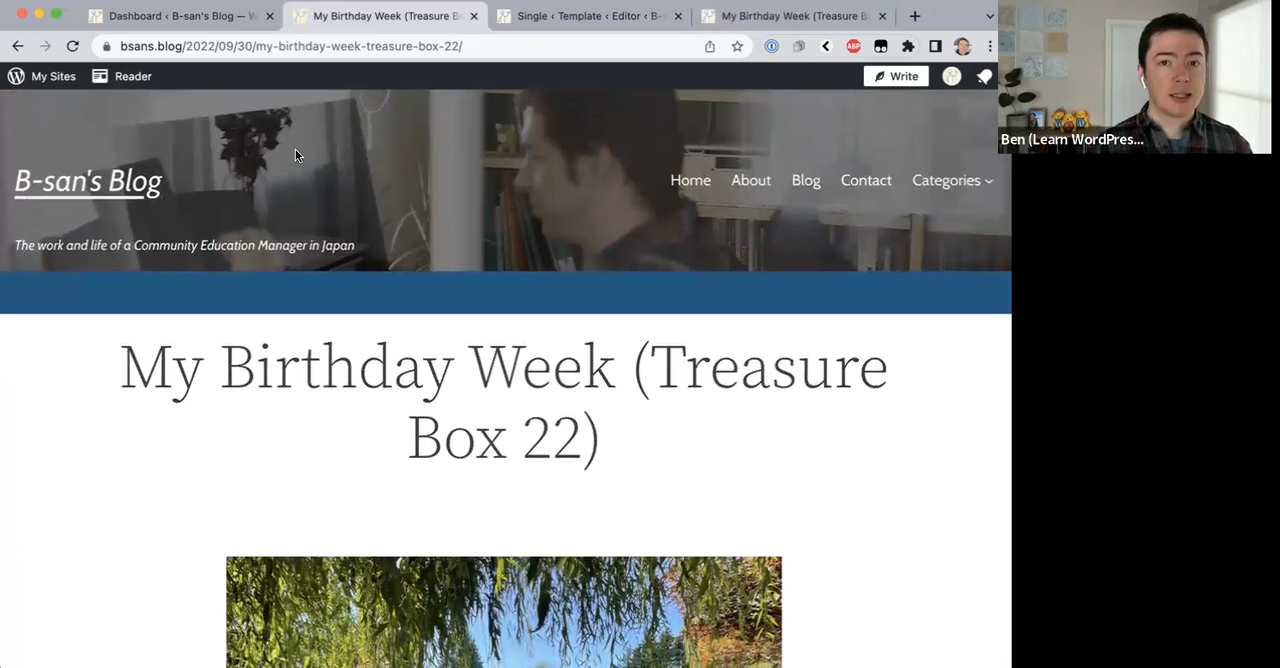 Dashboard ‹ B-san's Blog — W
My Birthday Week (Treasure B
Single ‹ Template ‹ Editor ‹ B-
My Birthday Week (Treasure Ba
bsans.blog/2022/09/30/my-birthday-week-treasure-box-22/
ABP
My Sites
Reader
Write
Ben (Learn WordPres...
B-san's Blog
Home
About
Blog
Contact
Categories
The work and life of a Community Education Manager in Japan
My Birthday Week (Treasure
Box 22)